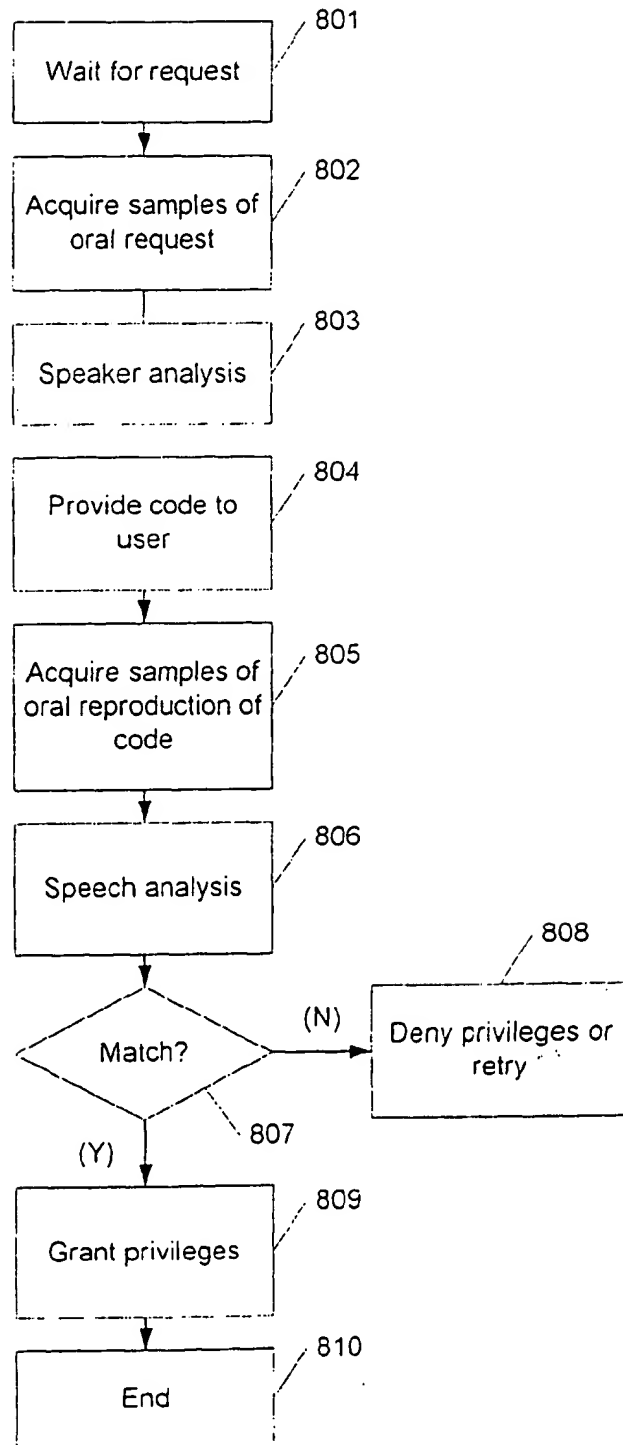 801
Wait for request
802
Acquire samples of
oral request
803
Speaker analysis
804
Provide code to
user
805
Acquire samples of
oral reproduction of
code
806
Speech analysis
808
(N)
Deny privileges or
retry
Match?
807
(Y)
809
Grant privileges
810
End